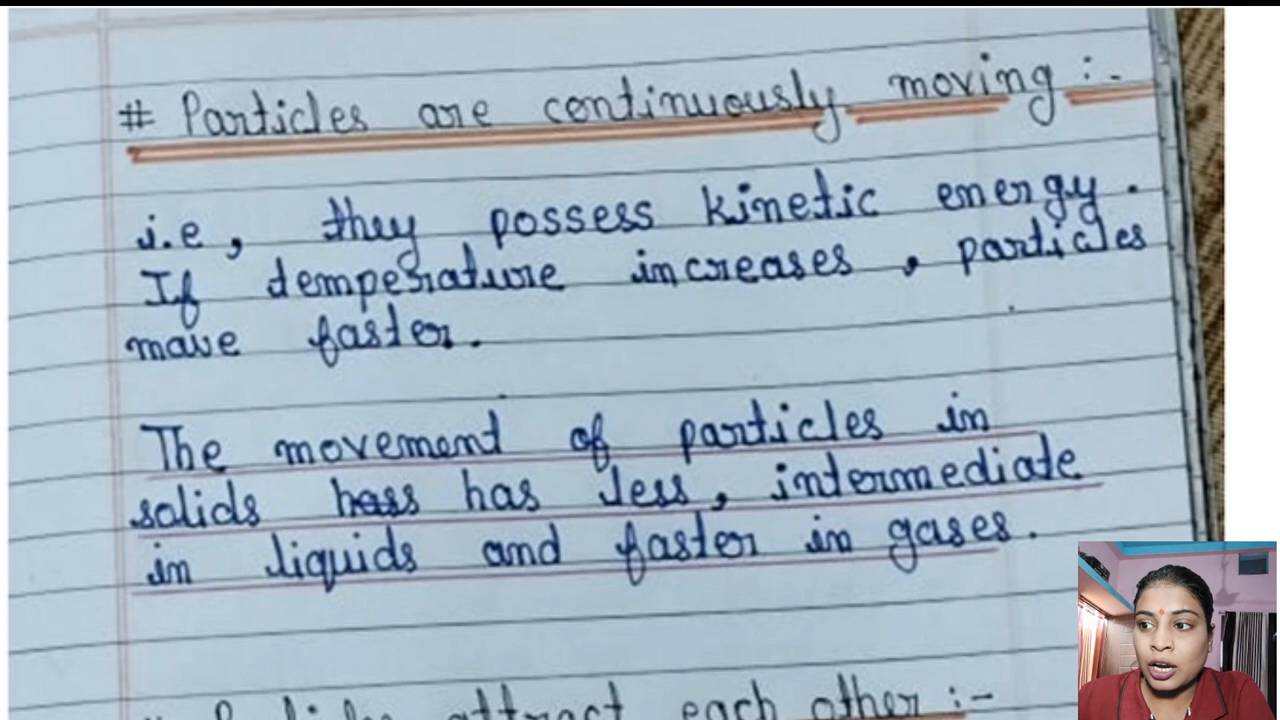 # Particles are continuously moving :-
i.e, they possess kinetic energy.
If temperature increases, particles
move faster.
The movement of particles in
solids hass has less, intermediate
in liquids and faster in gases.
# Particles attract each other :-